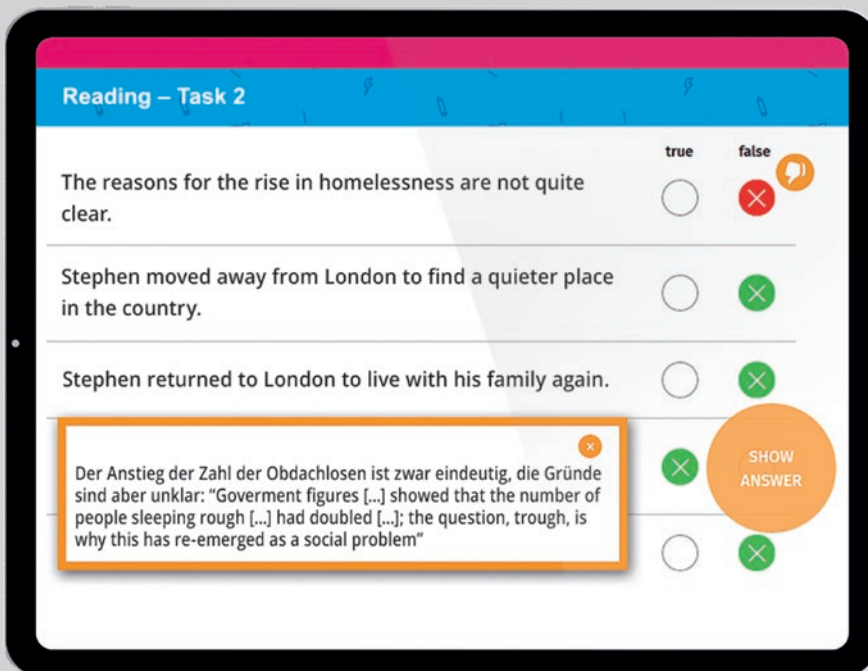 Reading – Task 2
true false
The reasons for the rise in homelessness are not quite
clear.
Stephen moved away from London to find a quieter place
in the country.
Stephen returned to London to live with his family again.
Der Anstieg der Zahl der Obdachlosen ist zwar eindeutig, die Gründe
sind aber unklar: “Goverment figures [...] showed that the number of
people sleeping rough [...] had doubled [...]; the question, trough, is
why this has re-emerged as a social problem”
SHOW
ANSWER